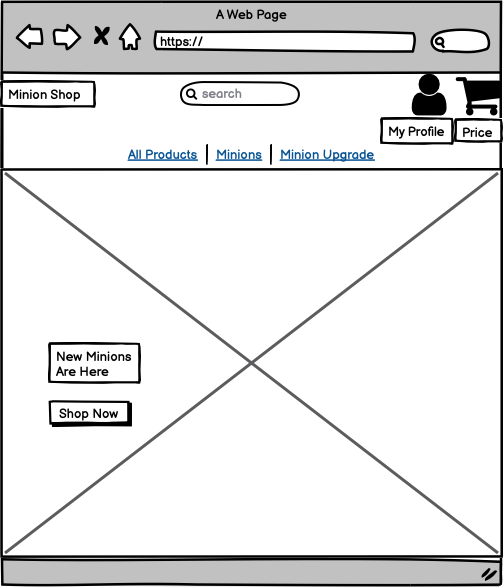 A Web Page
https://
Minion Shop
search
My Profile
Price
All Products
Minions
Minion Upgrade
New Minions
Are Here
Shop Now